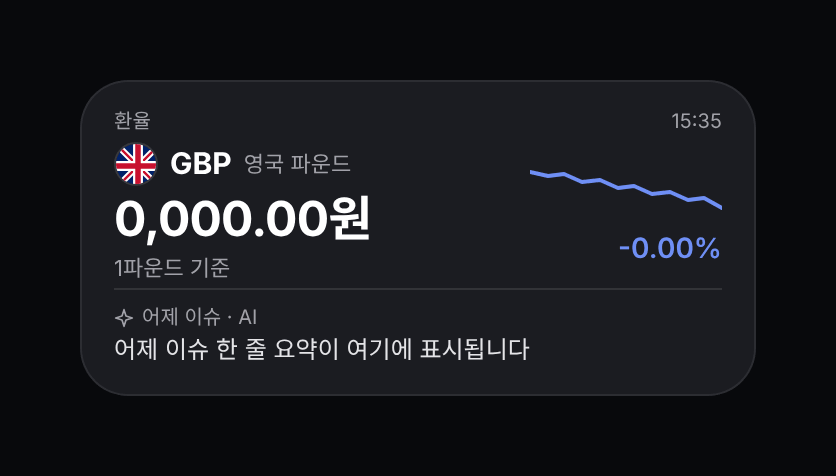 환율 15:35
GBP 영국 파운드
0,000.00원
-0.00%
1파운드 기준
어제 이슈 · AI
어제 이슈 한 줄 요약이 여기에 표시됩니다